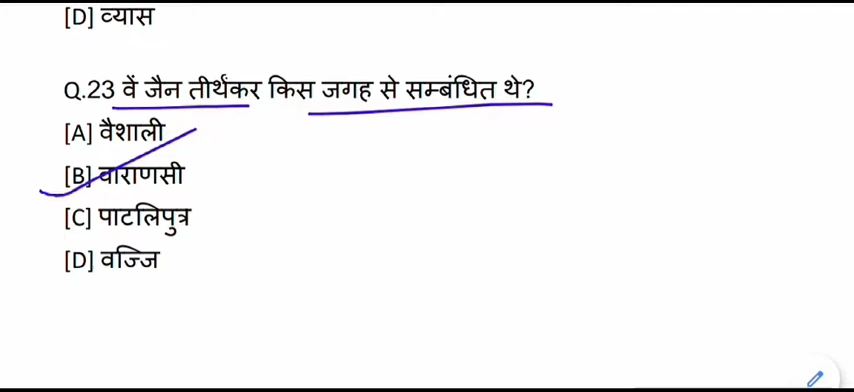 [D] व्यास
Q.23 वें जैन तीर्थंकर किस जगह से सम्बंधित थे?
[A] वैशाली
[B] वाराणसी
[C] पाटलिपुत्र
[D] वज्जि